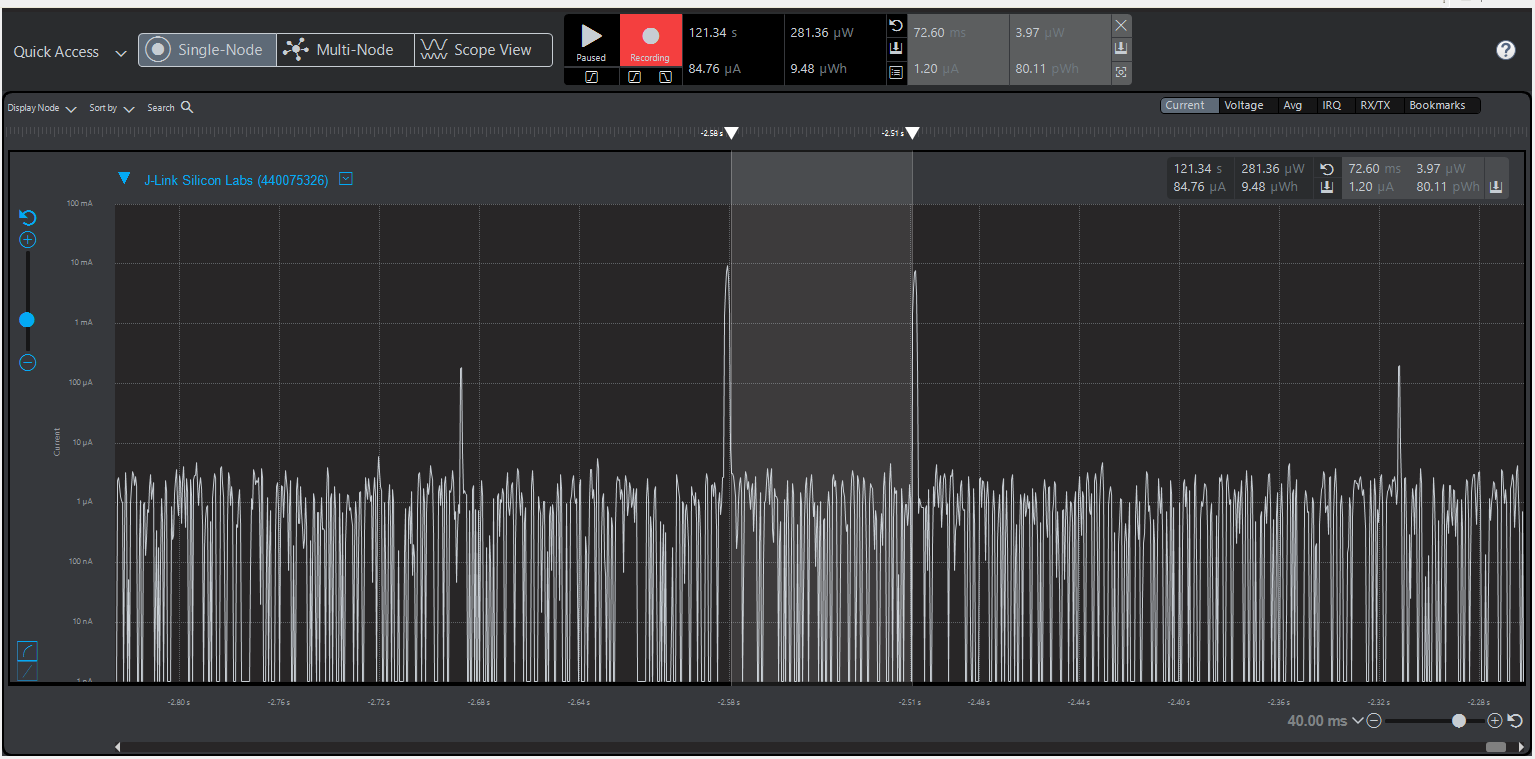 Quick Access
Single-Node
Multi-Node
Scope View
Paused
Recording
121.34 s
281.36 µW
84.76 µA
9.48 µWh
72.60 ms
3.97 µW
1.20 µA
80.11 pWh
?
Display Node
Sort by
Search
Current
Voltage
Avg
IRQ
RX/TX
Bookmarks
-2.58 s
-2.51 s
J-Link Silicon Labs (440075326)
121.34 s
281.36 µW
72.60 ms
3.97 µW
84.76 µA
9.48 µWh
1.20 µA
80.11 pWh
100 mA
10 mA
1 mA
100 µA
10 µA
1 µA
100 nA
10 nA
Current
-2.80 s
-2.76 s
-2.72 s
-2.68 s
-2.64 s
-2.58 s
-2.51 s
-2.48 s
-2.44 s
-2.40 s
-2.36 s
-2.32 s
-2.28 s
40.00 ms